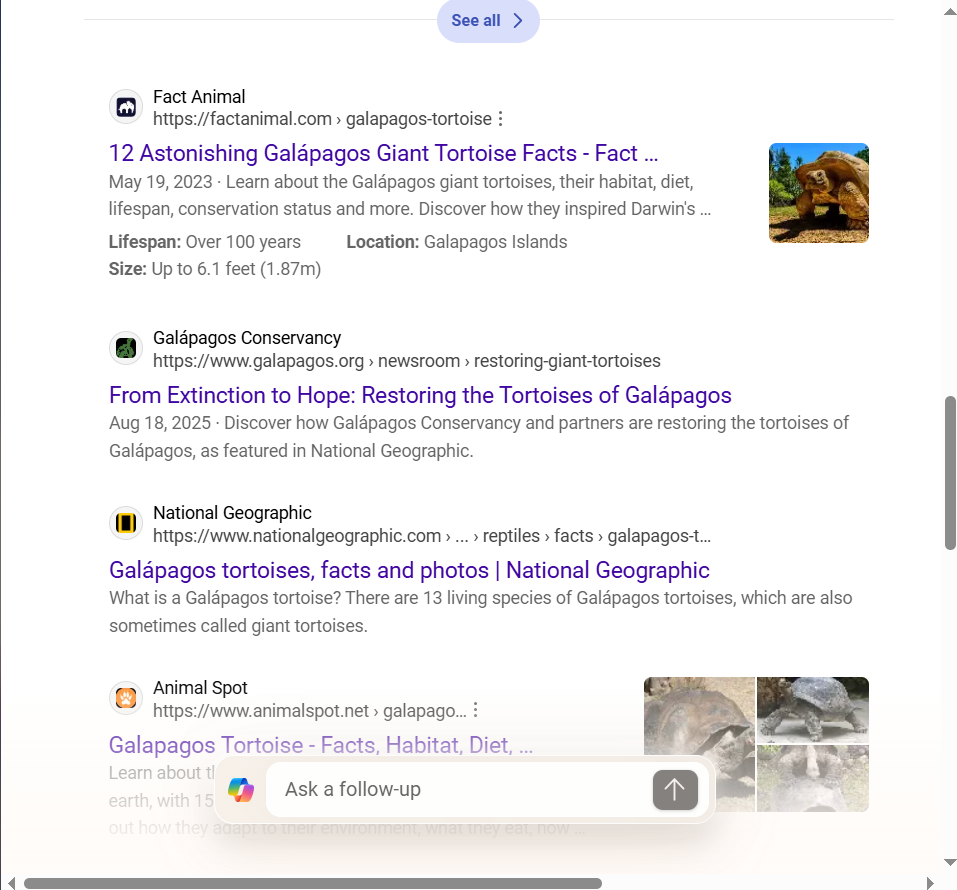 See all
Fact Animal
https://factanimal.com › galapagos-tortoise
12 Astonishing Galápagos Giant Tortoise Facts - Fact ...
May 19, 2023 · Learn about the Galápagos giant tortoises, their habitat, diet,
lifespan, conservation status and more. Discover how they inspired Darwin's ...
Lifespan: Over 100 years Location: Galapagos Islands
Size: Up to 6.1 feet (1.87m)
Galápagos Conservancy
https://www.galapagos.org › newsroom › restoring-giant-tortoises
From Extinction to Hope: Restoring the Tortoises of Galápagos
Aug 18, 2025 · Discover how Galápagos Conservancy and partners are restoring the tortoises of
Galápagos, as featured in National Geographic.
National Geographic
https://www.nationalgeographic.com › ... › reptiles › facts › galapagos-t...
Galápagos tortoises, facts and photos | National Geographic
What is a Galápagos tortoise? There are 13 living species of Galápagos tortoises, which are also
sometimes called giant tortoises.
Animal Spot
https://www.animalspot.net › galapago...
Galapagos Tortoise - Facts, Habitat, Diet, ...
Learn about
earth, with 15
out how they adapt to their environment, what they eat, how ...
Ask a follow-up